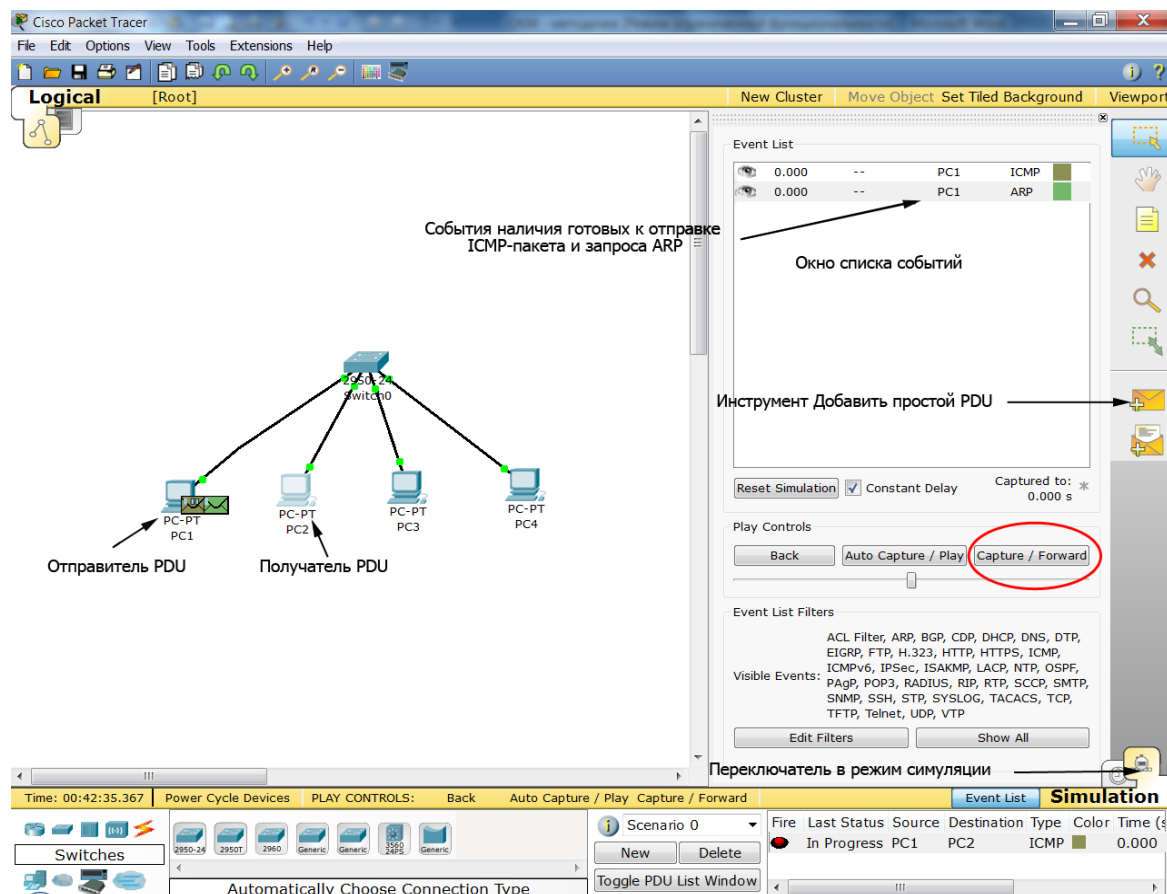 Cisco Packet Tracer
File Edit Options View Tools Extensions Help
Logical [Root] New Cluster Move Object Set Tiled Background Viewport
Event List
0.000 -- PC1 ICMP
0.000 -- PC1 ARP
События наличия готовых к отправке
ICMP-пакета и запроса ARP
Окно списка событий
2950-24
Switch0
Инструмент Добавить простой PDU
PC-PT
PC1
PC-PT
PC2
PC-PT
PC3
PC-PT
PC4
Отправитель PDU
Получатель PDU
Reset Simulation Constant Delay Captured to:
0.000 s
Play Controls
Back Auto Capture / Play Capture / Forward
Event List Filters
Visible Events:
ACL Filter, ARP, BGP, CDP, DHCP, DNS, DTP,
EIGRP, FTP, H.323, HTTP, HTTPS, ICMP,
ICMPv6, IPSec, ISAKMP, LACP, NTP, OSPF,
PAgP, POP3, RADIUS, RIP, RTP, SCCP, SMTP,
SNMP, SSH, STP, SYSLOG, TACACS, TCP,
TFTP, Telnet, UDP, VTP
Edit Filters Show All
Переключатель в режим симуляции
Time: 00:42:35.367 Power Cycle Devices PLAY CONTROLS: Back Auto Capture / Play Capture / Forward Event List Simulation
Switches
2950-24 2950T 2960 Generic Generic 3560 24PS Generic
Automatically Choose Connection Type
Scenario 0
New Delete
Toggle PDU List Window
Fire Last Status Source Destination Type Color Time (s
In Progress PC1 PC2 ICMP 0.000